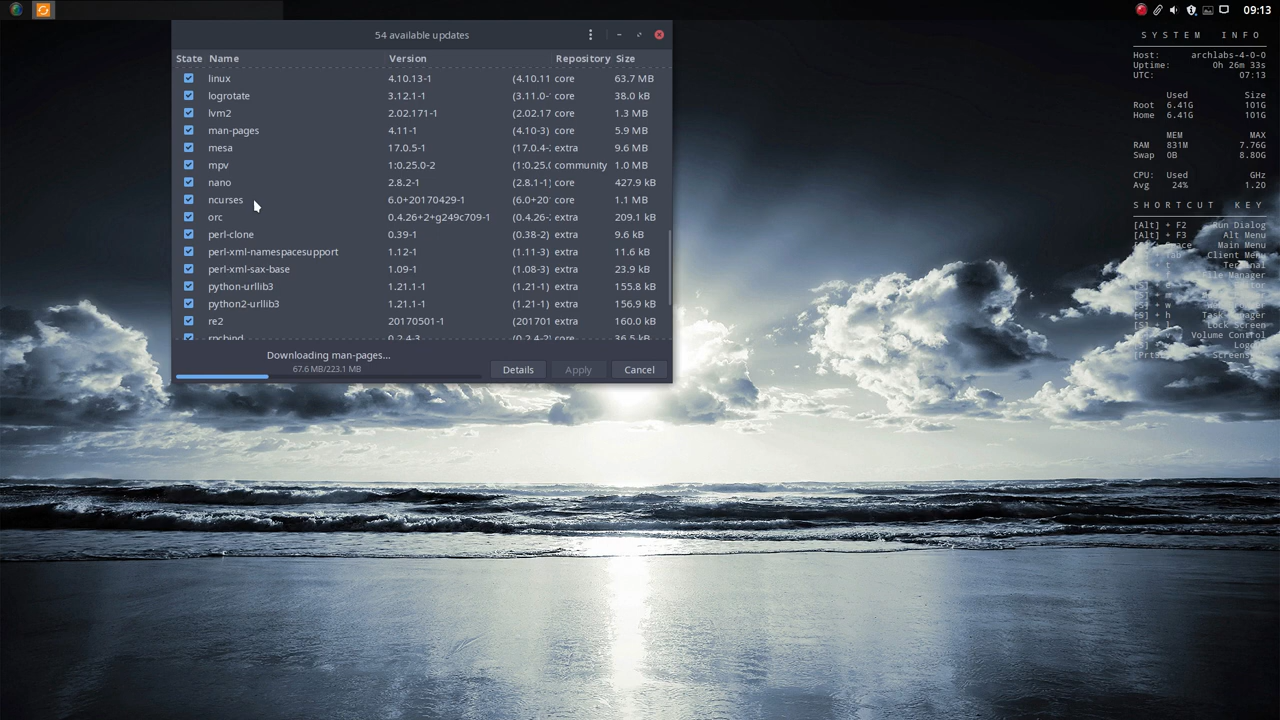 09:13
54 available updates
State Name Version Repository Size
linux 4.10.13-1 (4.10.11 core 63.7 MB
logrotate 3.12.1-1 (3.11.0- core 38.0 kB
lvm2 2.02.171-1 (2.02.17 core 1.3 MB
man-pages 4.11-1 (4.10-3) core 5.9 MB
mesa 17.0.5-1 (17.0.4- extra 9.6 MB
mpv 1:0.25.0-2 (1:0.25.( community 1.0 MB
nano 2.8.2-1 (2.8.1-1) core 427.9 kB
ncurses 6.0+20170429-1 (6.0+20 core 1.1 MB
orc 0.4.26+2+g249c709-1 (0.4.26- extra 209.1 kB
perl-clone 0.39-1 (0.38-2) extra 9.6 kB
perl-xml-namespacesupport 1.12-1 (1.11-3) extra 11.6 kB
perl-xml-sax-base 1.09-1 (1.08-3) extra 23.9 kB
python-urllib3 1.21.1-1 (1.21-1) extra 155.8 kB
python2-urllib3 1.21.1-1 (1.21-1) extra 156.9 kB
re2 20170501-1 (201701 extra 160.0 kB
rpcbind 0.2.4-3 (0.2.4-2) core 36.5 kB
Downloading man-pages...
67.6 MB/223.1 MB
Details Apply Cancel
SYSTEM INFO
Host: archlabs-4-0-0
Uptime: 0h 26m 33s
UTC: 07:13
Used Size
Root 6.41G 101G
Home 6.41G 101G
MEM MAX
RAM 831M 7.76G
Swap 0B 8.80G
CPU: Used GHz
Avg 24% 1.20
SHORTCUT KEY
[Alt] + F2 Run Dialog
[Alt] + F3 Alt Menu
Main Menu
Client Menu
+ t
[S] + h
[S] + l Lock Screen
[S] + v Volume Control